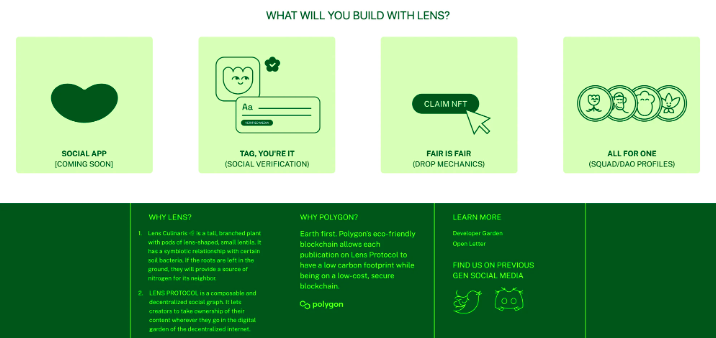 WHAT WILL YOU BUILD WITH LENS?
SOCIAL APP
[COMING SOON]
Aa
TAG, YOU'RE IT
(SOCIAL VERIFICATION)
CLAIM NFT
FAIR IS FAIR
(DROP MECHANICS)
ALL FOR ONE
(SQUAD/DAO PROFILES)
WHY LENS?
1. Lens Culinaris is a tall, branched plant
with pods of lens-shaped, small lentils. It
has a symbiotic relationship with certain
soil bacteria. If the roots are left in the
ground, they will provide a source of
nitrogen for its neighbor.
2. LENS PROTOCOL is a composable and
decentralized social graph. It lets
creators to take ownership of their
content wherever they go in the digital
garden of the decentralized internet.
WHY POLYGON?
Earth first. Polygon's eco-friendly
blockchain allows each
publication on Lens Protocol to
have a low carbon footprint while
being on a low-cost, secure
blockchain.
polygon
LEARN MORE
Developer Garden
Open Letter
FIND US ON PREVIOUS
GEN SOCIAL MEDIA